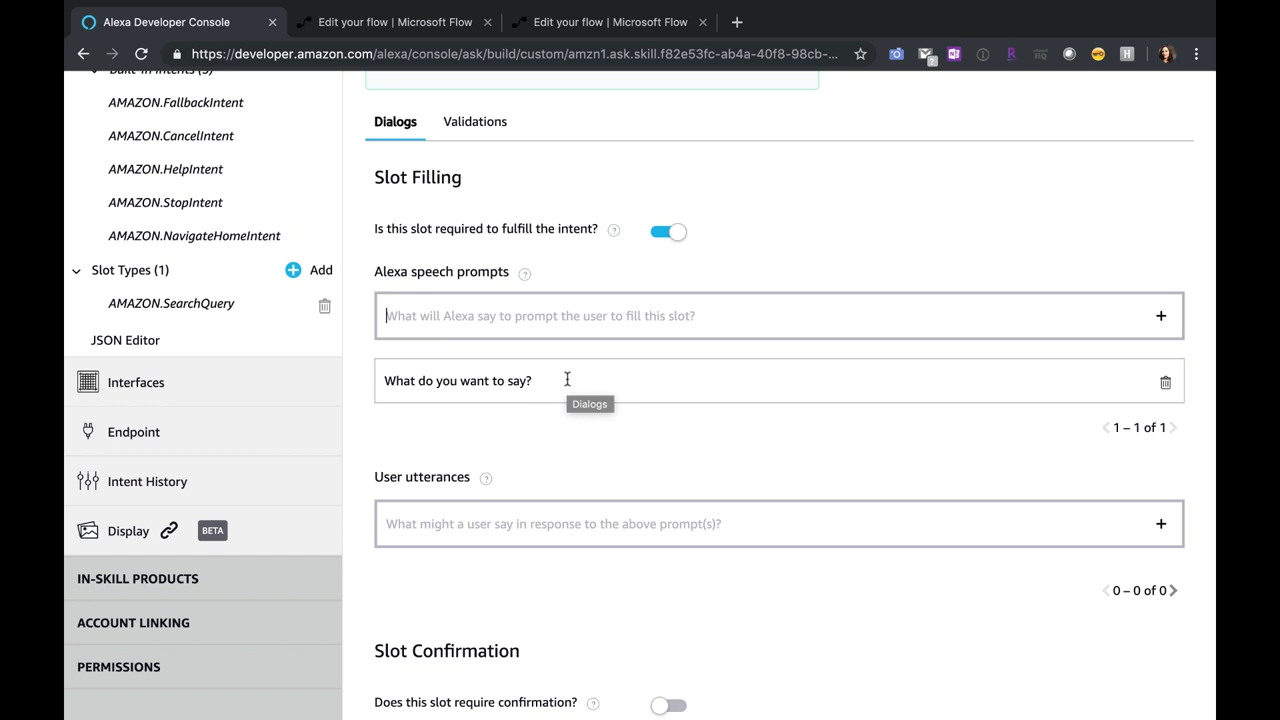 Alexa Developer Console
Edit your flow | Microsoft Flow
Edit your flow | Microsoft Flow
https://developer.amazon.com/alexa/console/ask/build/custom/amzn1.ask.skill.f82e53fc-ab4a-40f8-98cb-...
Built-In Intents (5)
AMAZON.FallbackIntent
AMAZON.CancelIntent
AMAZON.HelpIntent
AMAZON.StopIntent
AMAZON.NavigateHomeIntent
Slot Types (1)
Add
AMAZON.SearchQuery
JSON Editor
Interfaces
Endpoint
Intent History
Display
BETA
IN-SKILL PRODUCTS
ACCOUNT LINKING
PERMISSIONS
Dialogs
Validations
Slot Filling
Is this slot required to fulfill the intent? ?
Alexa speech prompts ?
What will Alexa say to prompt the user to fill this slot?
What do you want to say?
Dialogs
1 – 1 of 1
User utterances ?
What might a user say in response to the above prompt(s)?
0 – 0 of 0
Slot Confirmation
Does this slot require confirmation? ?